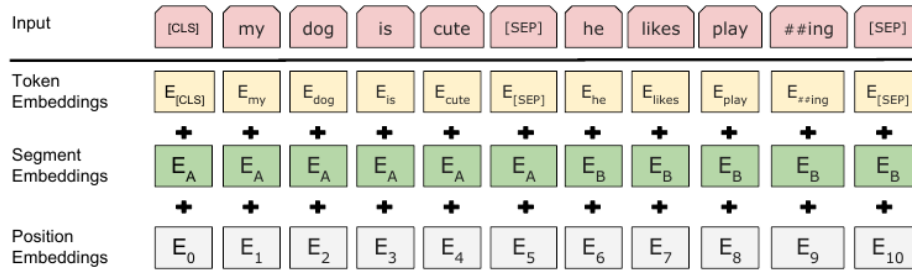 Input [CLS] my dog is cute [SEP] he likes play ##ing [SEP]
Token Embeddings E[CLS] Emy Edog Eis Ecute E[SEP] Ehe Elikes Eplay E##ing E[SEP]
+ + + + + + + + + + +
Segment Embeddings EA EA EA EA EA EA EB EB EB EB EB
+ + + + + + + + + + +
Position Embeddings E0 E1 E2 E3 E4 E5 E6 E7 E8 E9 E10